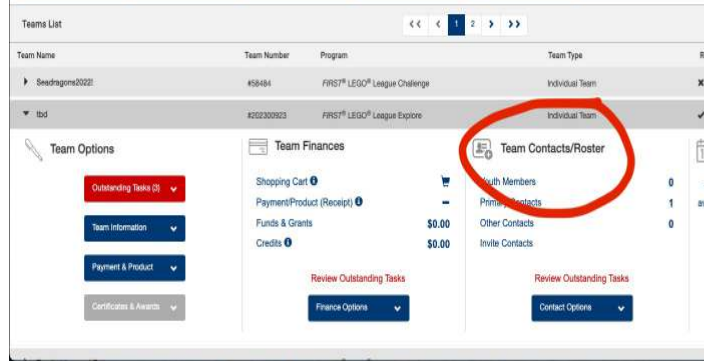 Teams List << < 1 2 > >>
Team Name Team Number Program Team Type
Seadragons2022! #58484 FIRST® LEGO® League Challenge Individual Team
tbd #202300923 FIRST® LEGO® League Explore Individual Team
Team Options Team Finances Team Contacts/Roster
Outstanding Tasks (3) Shopping Cart Youth Members 0
Payment/Product (Receipt) Primary Contacts 1
Team Information Funds & Grants $0.00 Other Contacts 0
Credits $0.00 Invite Contacts
Payment & Product
Review Outstanding Tasks Review Outstanding Tasks
Certificates & Awards Finance Options Contact Options